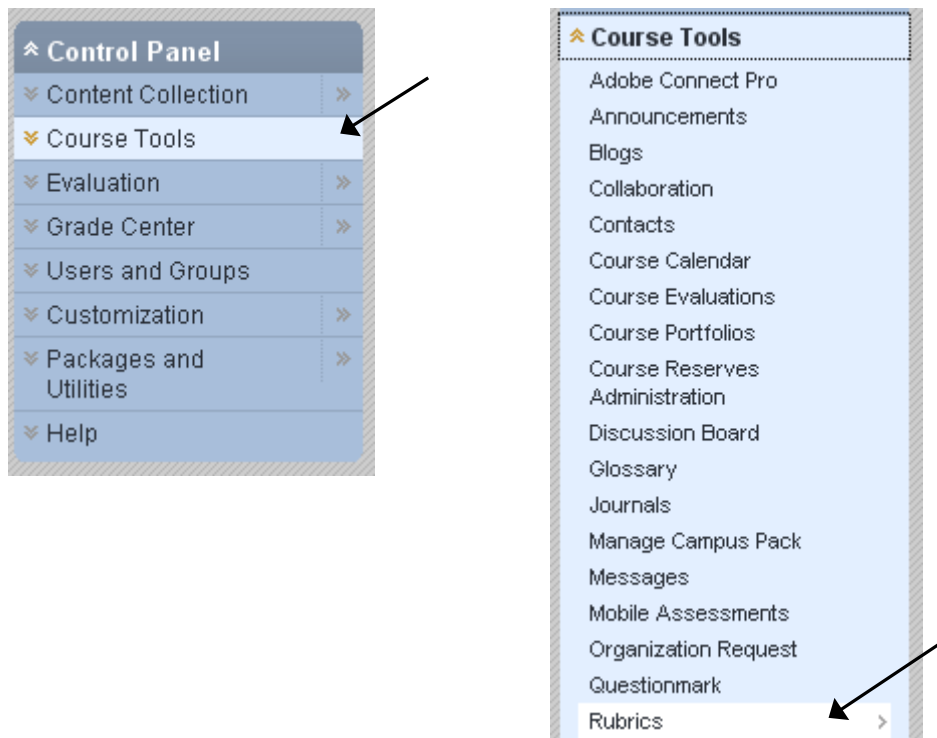 Control Panel
Content Collection
Course Tools
Evaluation
Grade Center
Users and Groups
Customization
Packages and
Utilities
Help
Course Tools
Adobe Connect Pro
Announcements
Blogs
Collaboration
Contacts
Course Calendar
Course Evaluations
Course Portfolios
Course Reserves
Administration
Discussion Board
Glossary
Journals
Manage Campus Pack
Messages
Mobile Assessments
Organization Request
Questionmark
Rubrics